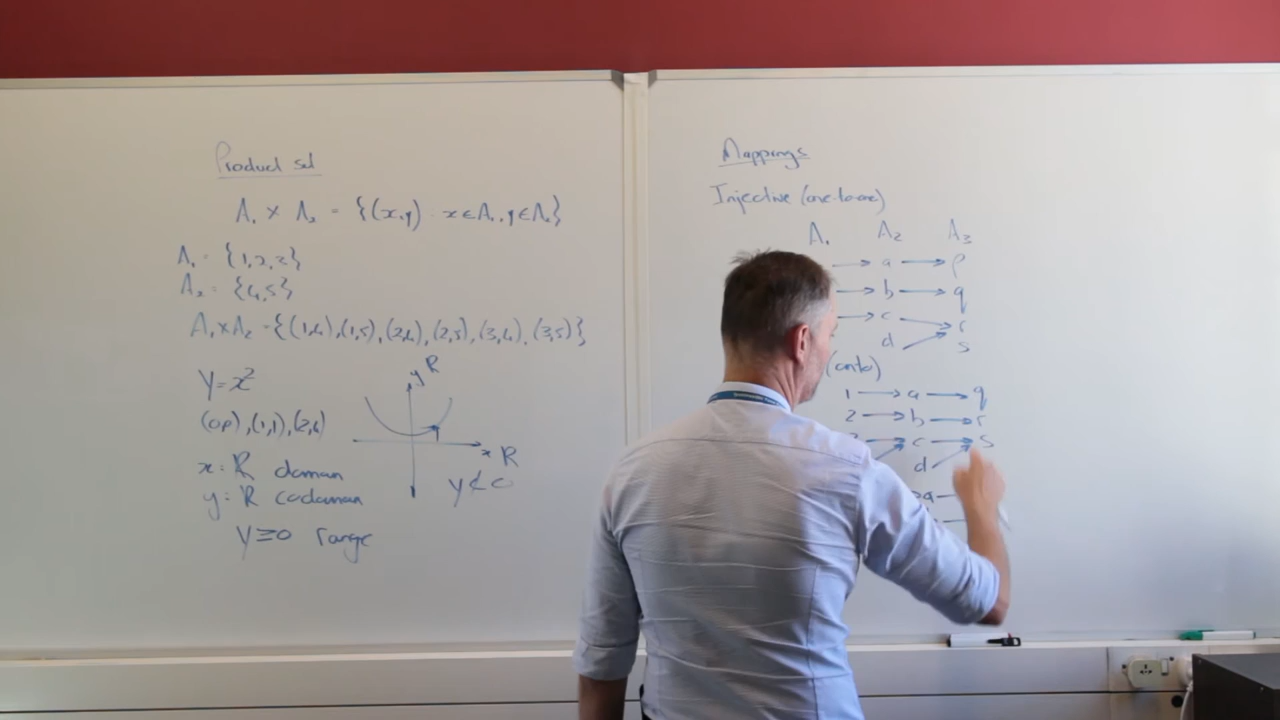 Product set
A₁ × A₂ = {(x,y) : x∈A₁, y∈A₂}
A₁ = {1,2,3}
A₂ = {4,5}
A₁×A₂ = {(1,4),(1,5),(2,4),(2,5),(3,4),(3,5)}
y=x²
(0,0),(1,1),(2,4)
x: R domain
y: R codomain
y≥0 range
y R
x R
y≮0
Mappings
Injective (one-to-one)
A₁ A₂ A₃
→ a → p
→ b → q
→ c → r
d → s
(onto)
1 → a → q
2 → b → r
→ c → s
d
a